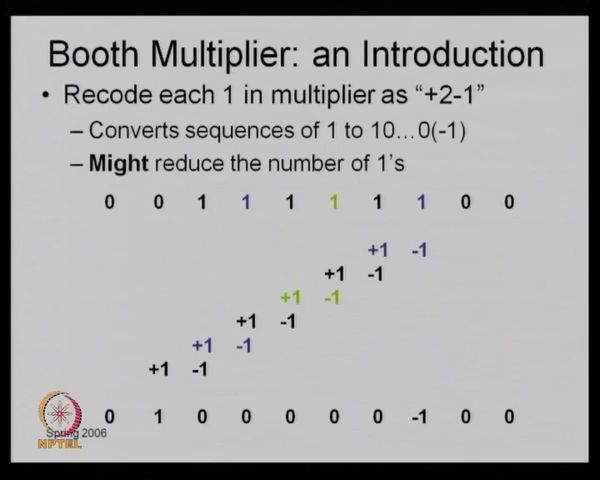 Booth Multiplier: an Introduction
• Recode each 1 in multiplier as “+2-1”
– Converts sequences of 1 to 10…0(-1)
– Might reduce the number of 1’s
0 0 1 1 1 1 1 1 0 0
+1 -1
+1 -1
+1 -1
+1 -1
+1 -1
+1 -1
0 1 0 0 0 0 0 -1 0 0
Spring 2006
NPTEL